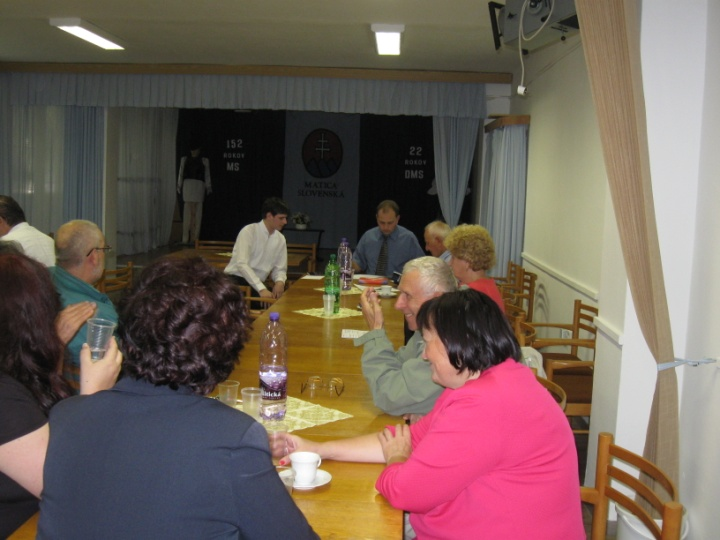 152
ROKOV
MS
MATICA
SLOVENSKÁ
22
ROKOV
DMS